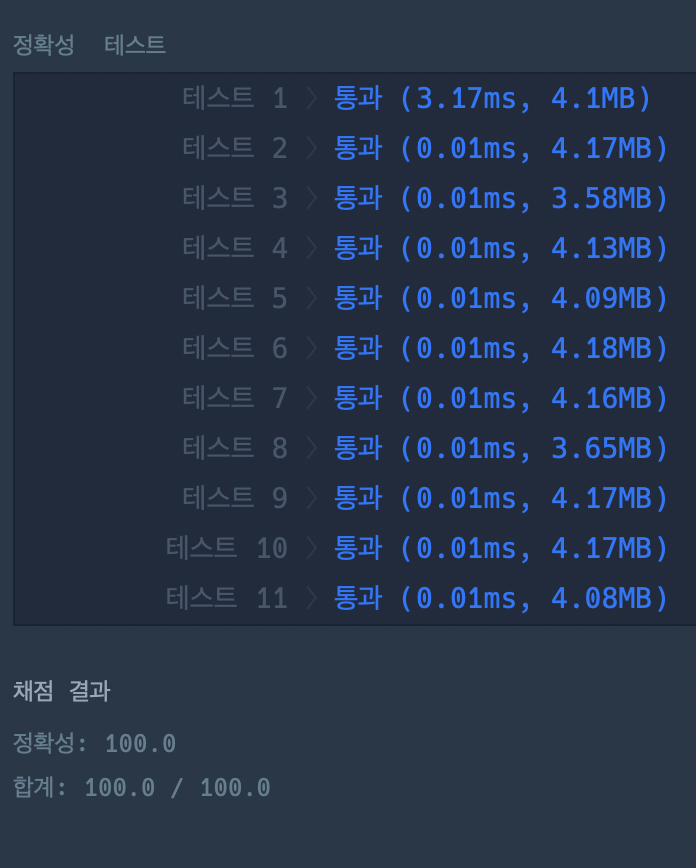 정확성 테스트
테스트 1 〉 통과 (3.17ms, 4.1MB)
테스트 2 〉 통과 (0.01ms, 4.17MB)
테스트 3 〉 통과 (0.01ms, 3.58MB)
테스트 4 〉 통과 (0.01ms, 4.13MB)
테스트 5 〉 통과 (0.01ms, 4.09MB)
테스트 6 〉 통과 (0.01ms, 4.18MB)
테스트 7 〉 통과 (0.01ms, 4.16MB)
테스트 8 〉 통과 (0.01ms, 3.65MB)
테스트 9 〉 통과 (0.01ms, 4.17MB)
테스트 10 〉 통과 (0.01ms, 4.17MB)
테스트 11 〉 통과 (0.01ms, 4.08MB)
채점 결과
정확성: 100.0
합계: 100.0 / 100.0